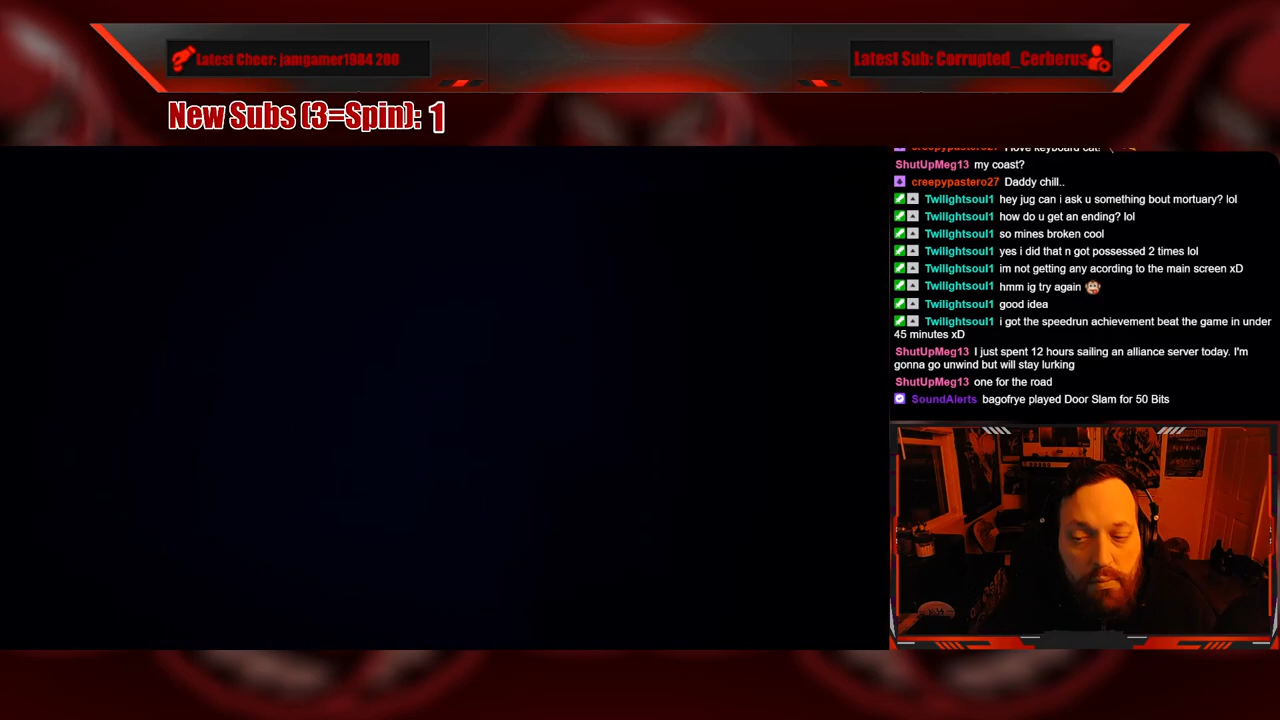 Latest Cheer: janigamer1984 200
Latest Sub: Corrupted_Cerberus
New Subs (3=Spin): 1
creepypastero27 I love keyboard cat!
ShutUpMeg13 my coast?
creepypastero27 Daddy chill..
Twilightsoul1 hey jug can i ask u something bout mortuary? lol
Twilightsoul1 how do u get an ending? lol
Twilightsoul1 so mines broken cool
Twilightsoul1 yes i did that n got possessed 2 times lol
Twilightsoul1 im not getting any acording to the main screen xD
Twilightsoul1 hmm ig try again
Twilightsoul1 good idea
Twilightsoul1 i got the speedrun achievement beat the game in under
45 minutes xD
ShutUpMeg13 I just spent 12 hours sailing an alliance server today. I'm
gonna go unwind but will stay lurking
ShutUpMeg13 one for the road
SoundAlerts bagofrye played Door Slam for 50 Bits